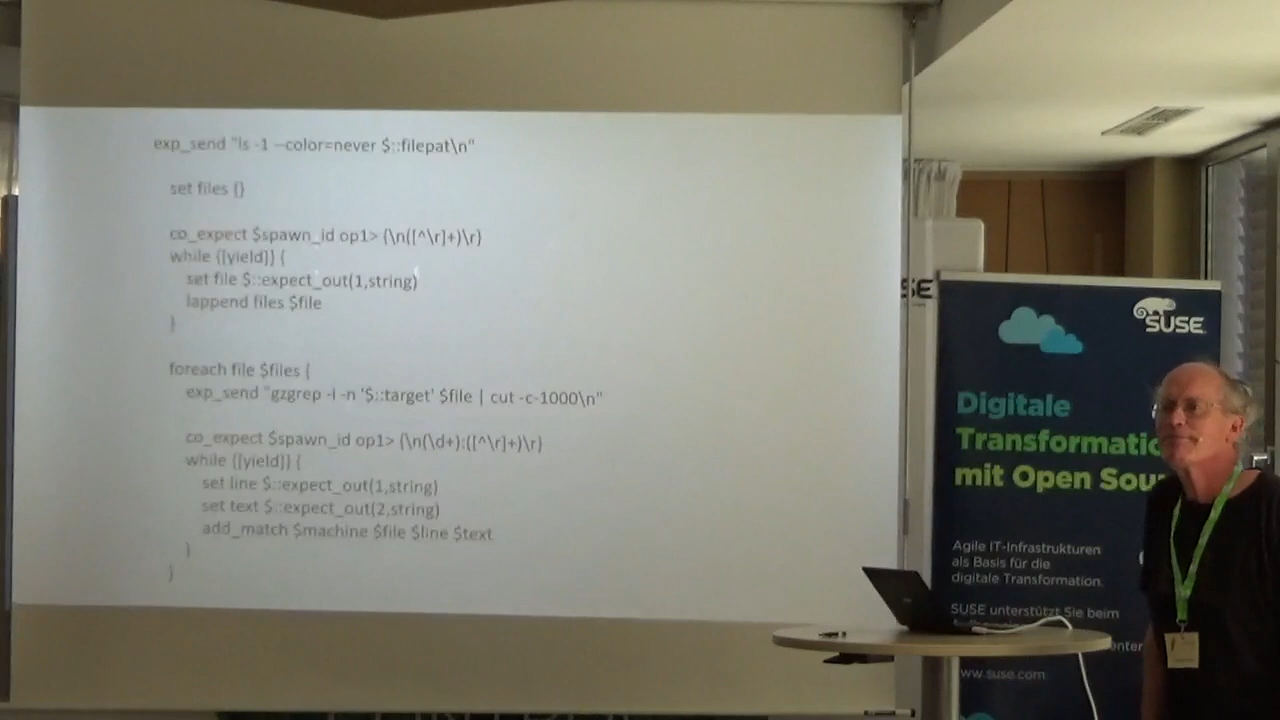 exp_send "ls -1 --color=never $::filepat\n"
set files {}
co_expect $spawn_id op1> {\n([^\r]+)\r}
while {[yield]} {
set file $::expect_out(1,string)
lappend files $file
}
foreach file $files {
exp_send "gzgrep -i -n '$::target' $file | cut -c-1000\n"
co_expect $spawn_id op1> {\n(\d+):([^\r]+)\r}
while {[yield]} {
set line $::expect_out(1,string)
set text $::expect_out(2,string)
add_match $machine $file $line $text
}
}
SE
SUSE
Digitale
Transformatio
mit Open Sou
Agile IT-Infrastrukturen
als Basis für die
digitale Transformation.
SUSE unterstützt Sie beim
enter
www.suse.com